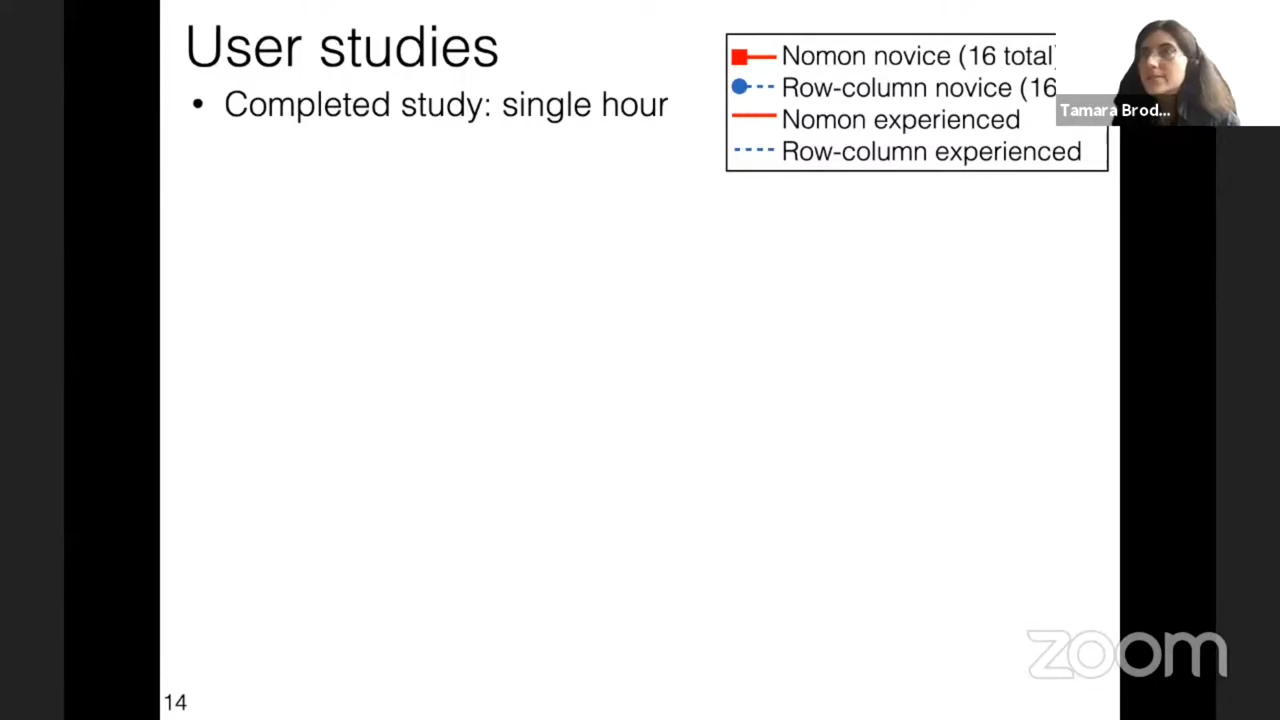 User studies
• Completed study: single hour
Nomon novice (16 total)
Row-column novice (16
Nomon experienced
Row-column experienced
Tamara Brod...
14
zoom